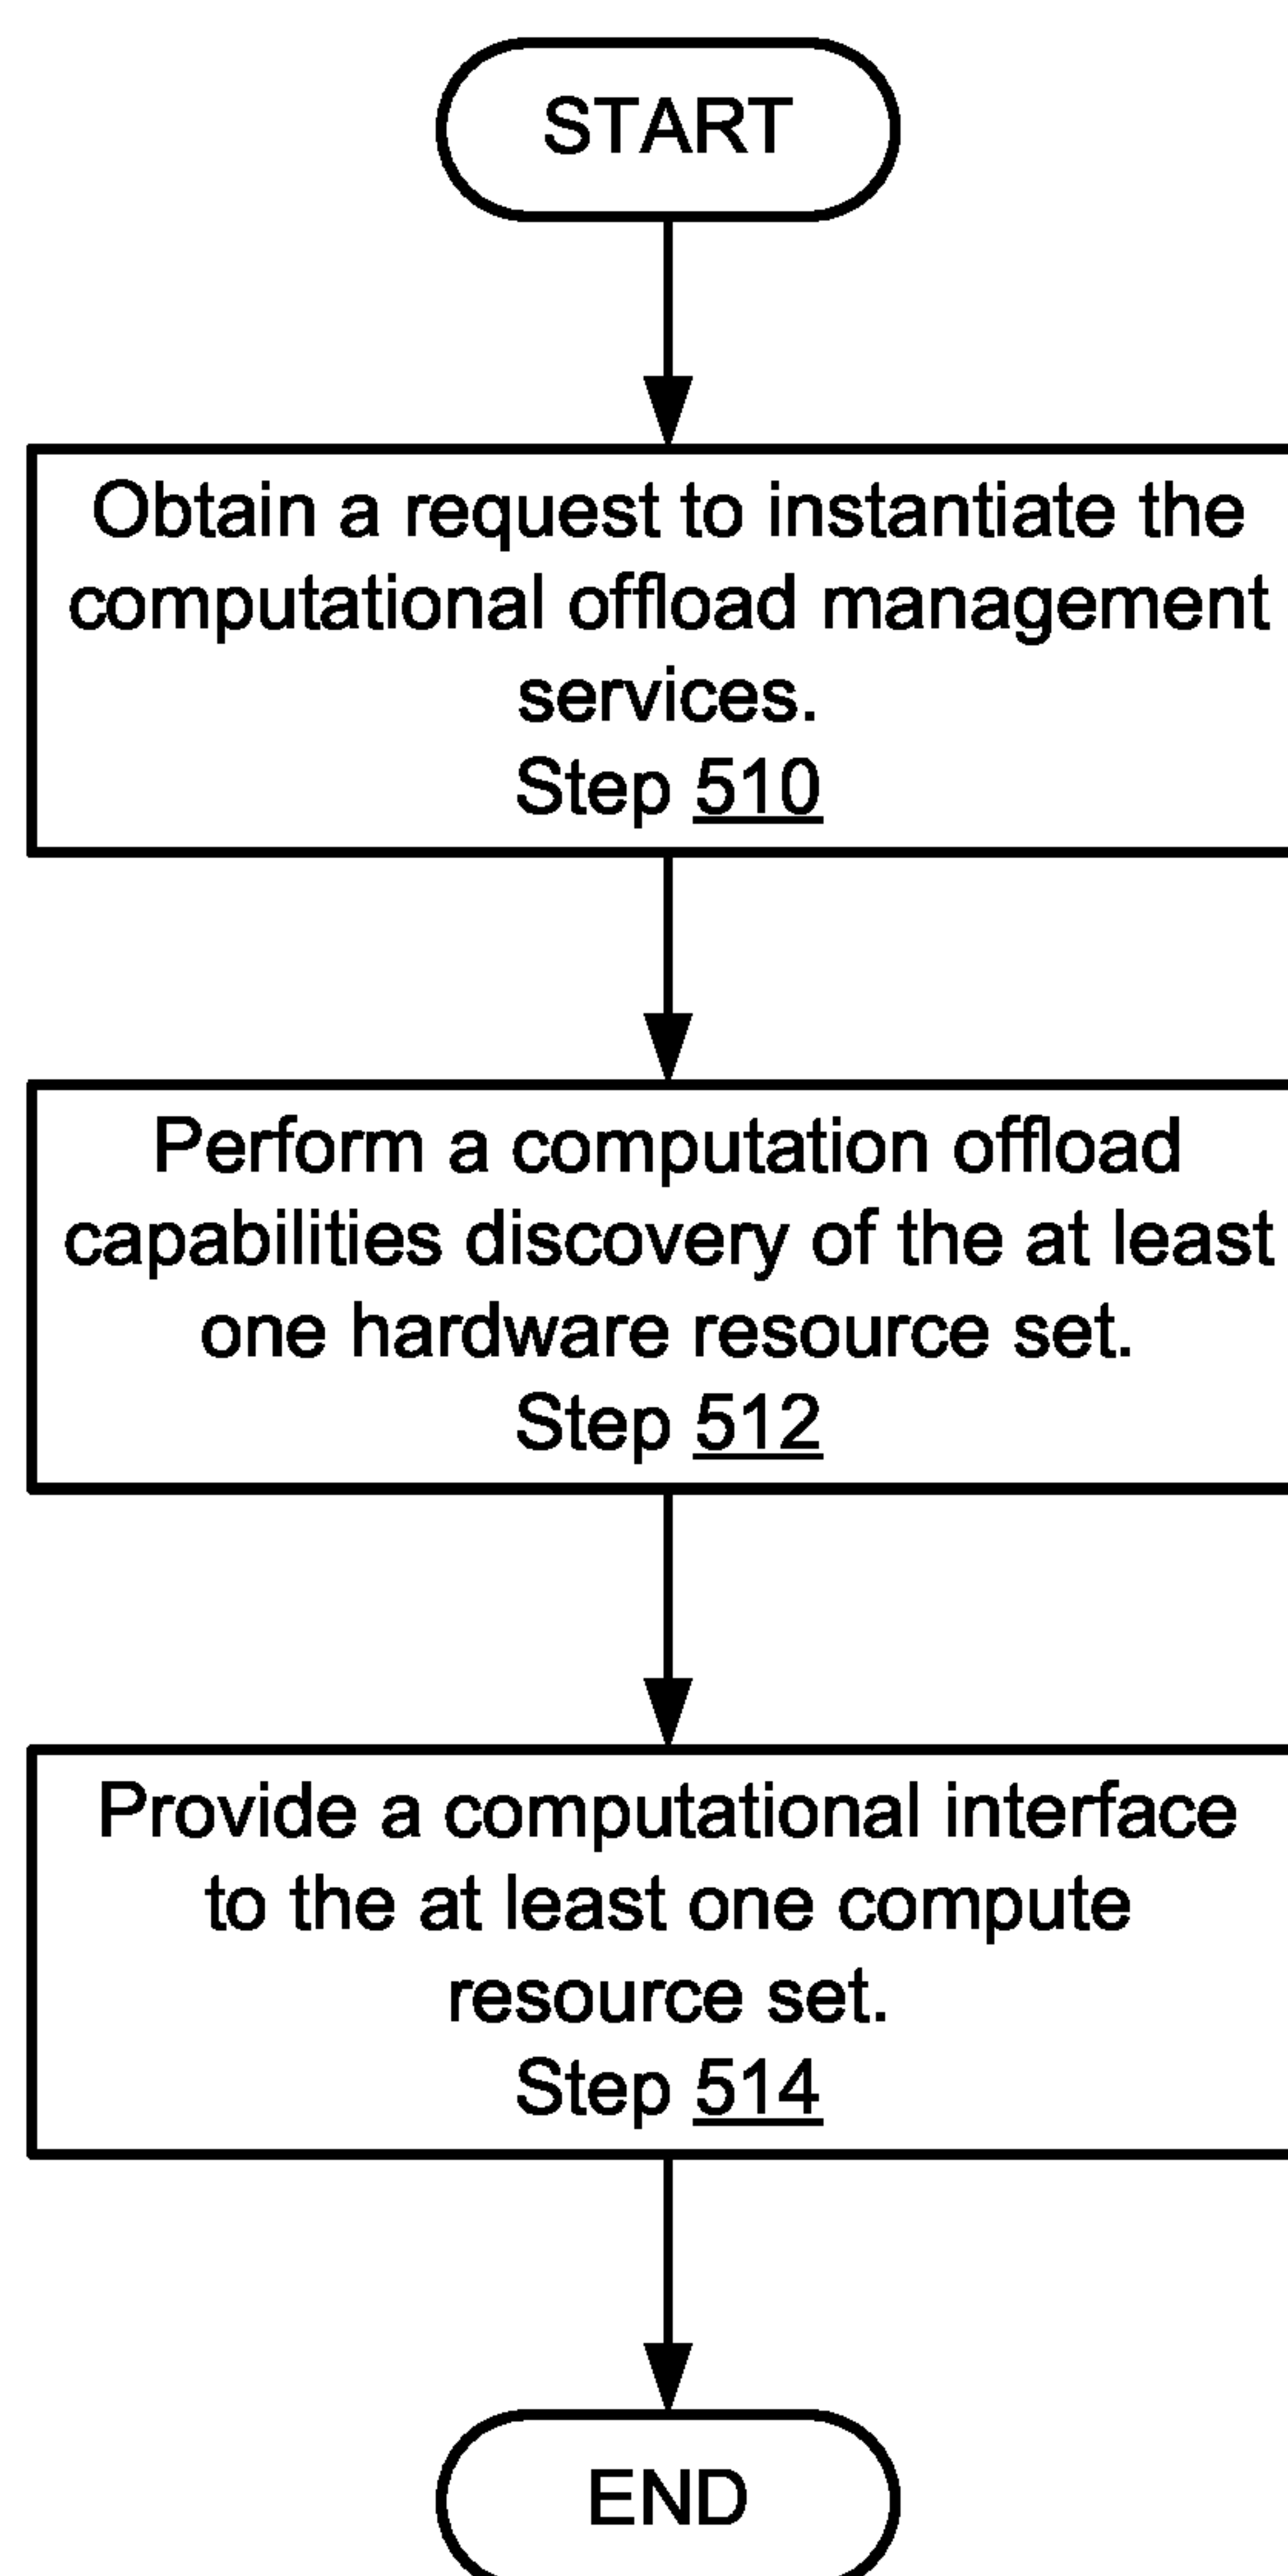 START
Obtain a request to instantiate the
computational offload management
services.
Step 510
Perform a computation offload
capabilities discovery of the at least
one hardware resource set.
Step 512
Provide a computational interface
to the at least one compute
resource set.
Step 514
END